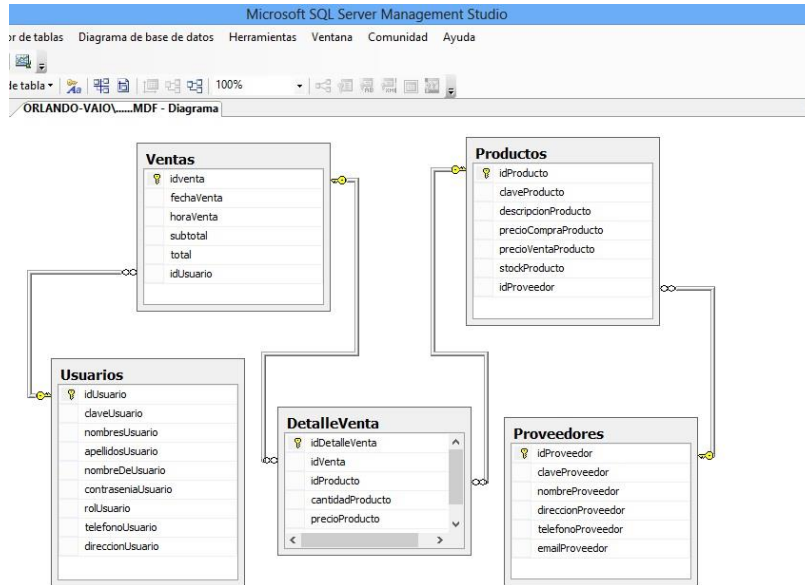 Microsoft SQL Server Management Studio
or de tablas Diagrama de base de datos Herramientas Ventana Comunidad Ayuda
de tabla 100%
ORLANDO-VAIO\......MDF - Diagrama
Ventas
idventa
fechaVenta
horaVenta
subtotal
total
idUsuario
Productos
idProducto
claveProducto
descripcionProducto
precioCompraProducto
precioVentaProducto
stockProducto
idProveedor
Usuarios
idUsuario
claveUsuario
nombresUsuario
apellidosUsuario
nombreDeUsuario
contraseniaUsuario
rolUsuario
telefonoUsuario
direccionUsuario
DetalleVenta
idDetalleVenta
idVenta
idProducto
cantidadProducto
precioProducto
Proveedores
idProveedor
claveProveedor
nombreProveedor
direccionProveedor
telefonoProveedor
emailProveedor